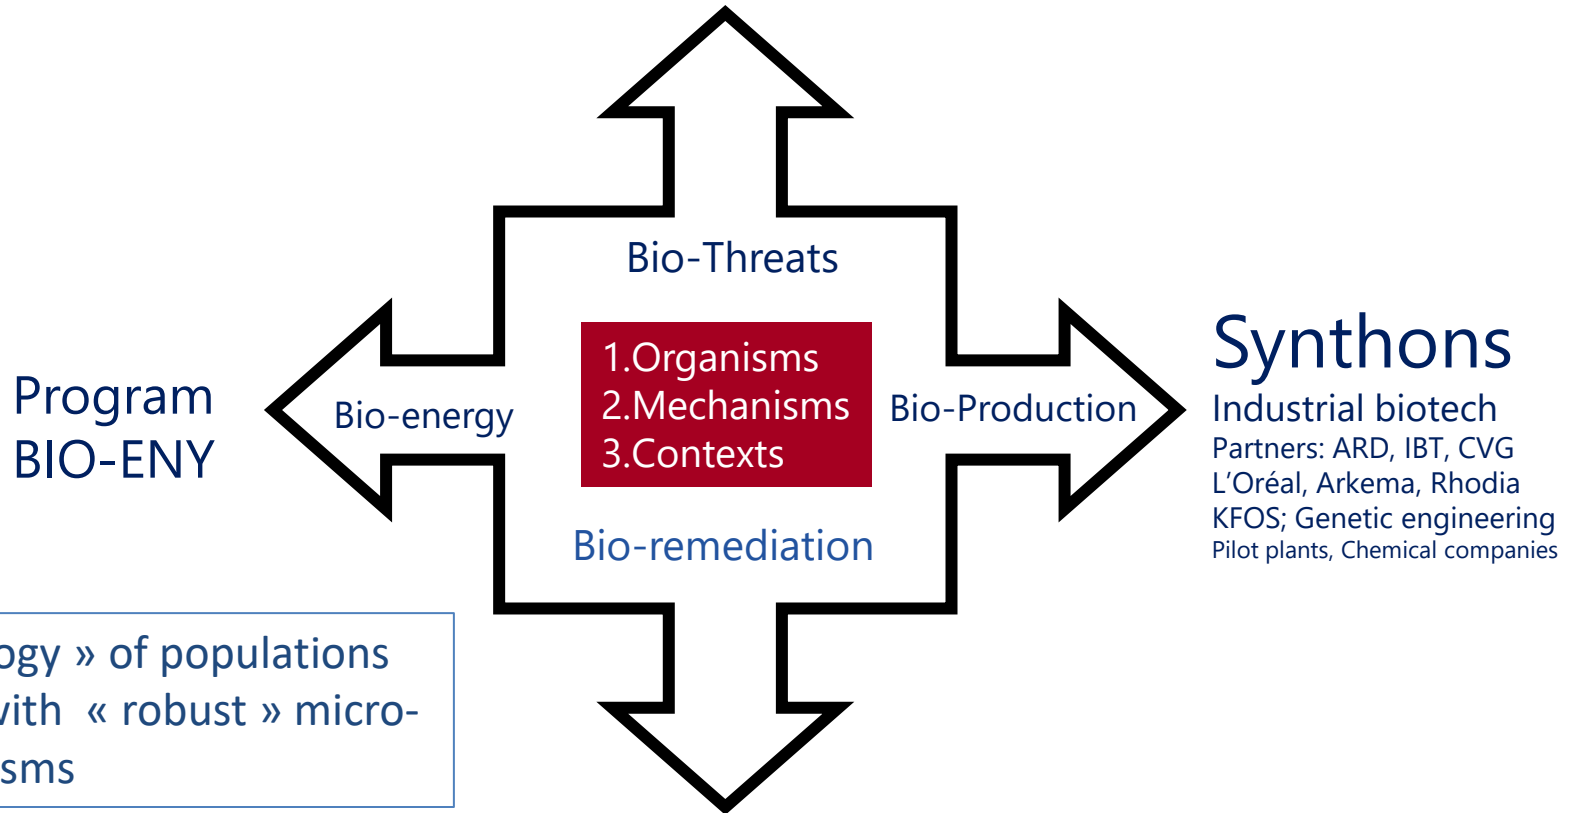 Bio-Threats
1.Organisms
2.Mechanisms
3.Contexts
Program
BIO-ENY
Bio-energy
Bio-Production
Synthons
Industrial biotech
Partners: ARD, IBT, CVG
L’Oréal, Arkema, Rhodia
KFOS; Genetic engineering
Pilot plants, Chemical companies
Bio-remediation
ogy » of populations
with « robust » micro-
sms